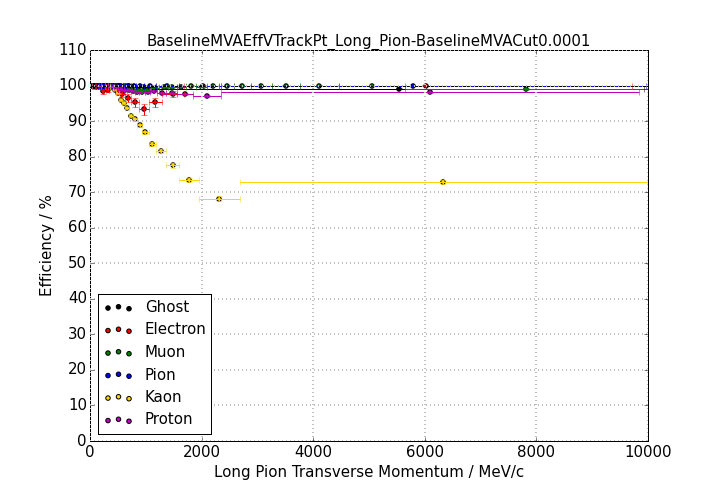 BaselineMVAEffVTrackPt_Long_Pion-BaselineMVACut0.0001
110
100
90
80
70
60
50
40
30
20
10
0
Efficiency / %
Ghost
Electron
Muon
Pion
Kaon
Proton
0 2000 4000 6000 8000 10000
Long Pion Transverse Momentum / MeV/c